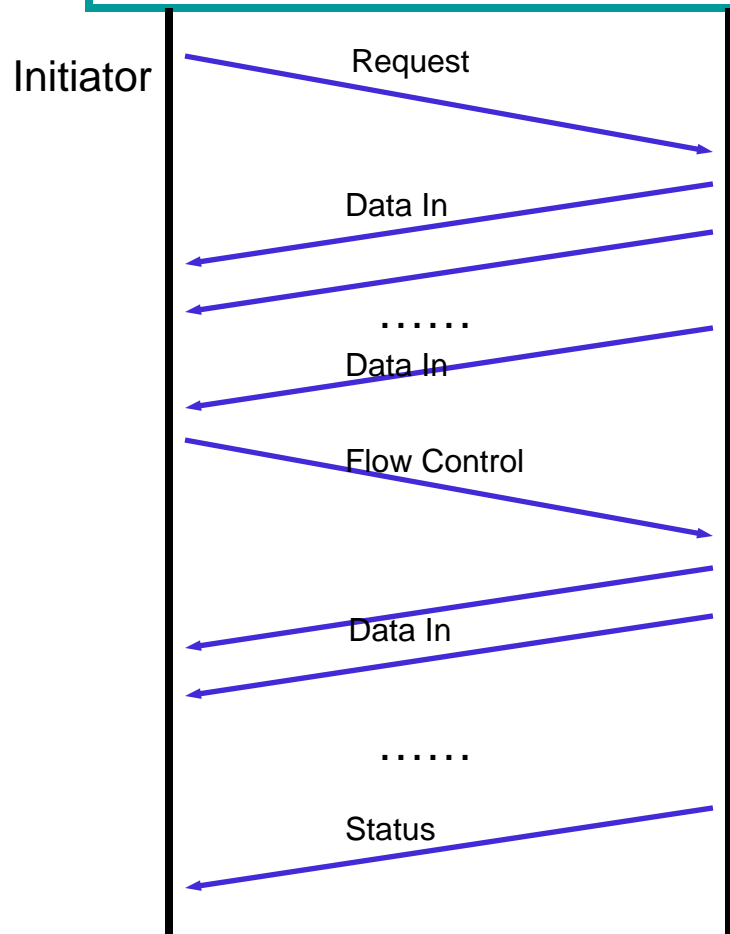 Request
Initiator
Data In
......
Data In
Flow Control
Data In
......
Status